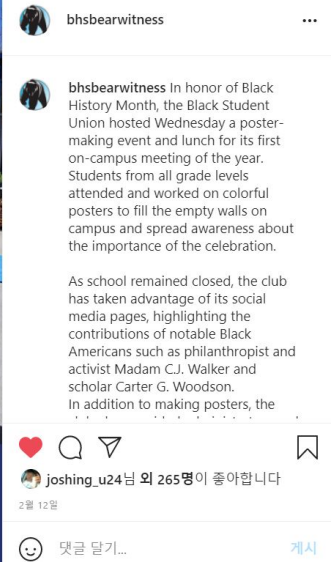 bhsbearwitness
bhsbearwitness In honor of Black
History Month, the Black Student
Union hosted Wednesday a poster-
making event and lunch for its first
on-campus meeting of the year.
Students from all grade levels
attended and worked on colorful
posters to fill the empty walls on
campus and spread awareness about
the importance of the celebration.
As school remained closed, the club
has taken advantage of its social
media pages, highlighting the
contributions of notable Black
Americans such as philanthropist and
activist Madam C.J. Walker and
scholar Carter G. Woodson.
In addition to making posters, the
joshing_u24님 외 265명이 좋아합니다
2월 12일
댓글 달기...
게시